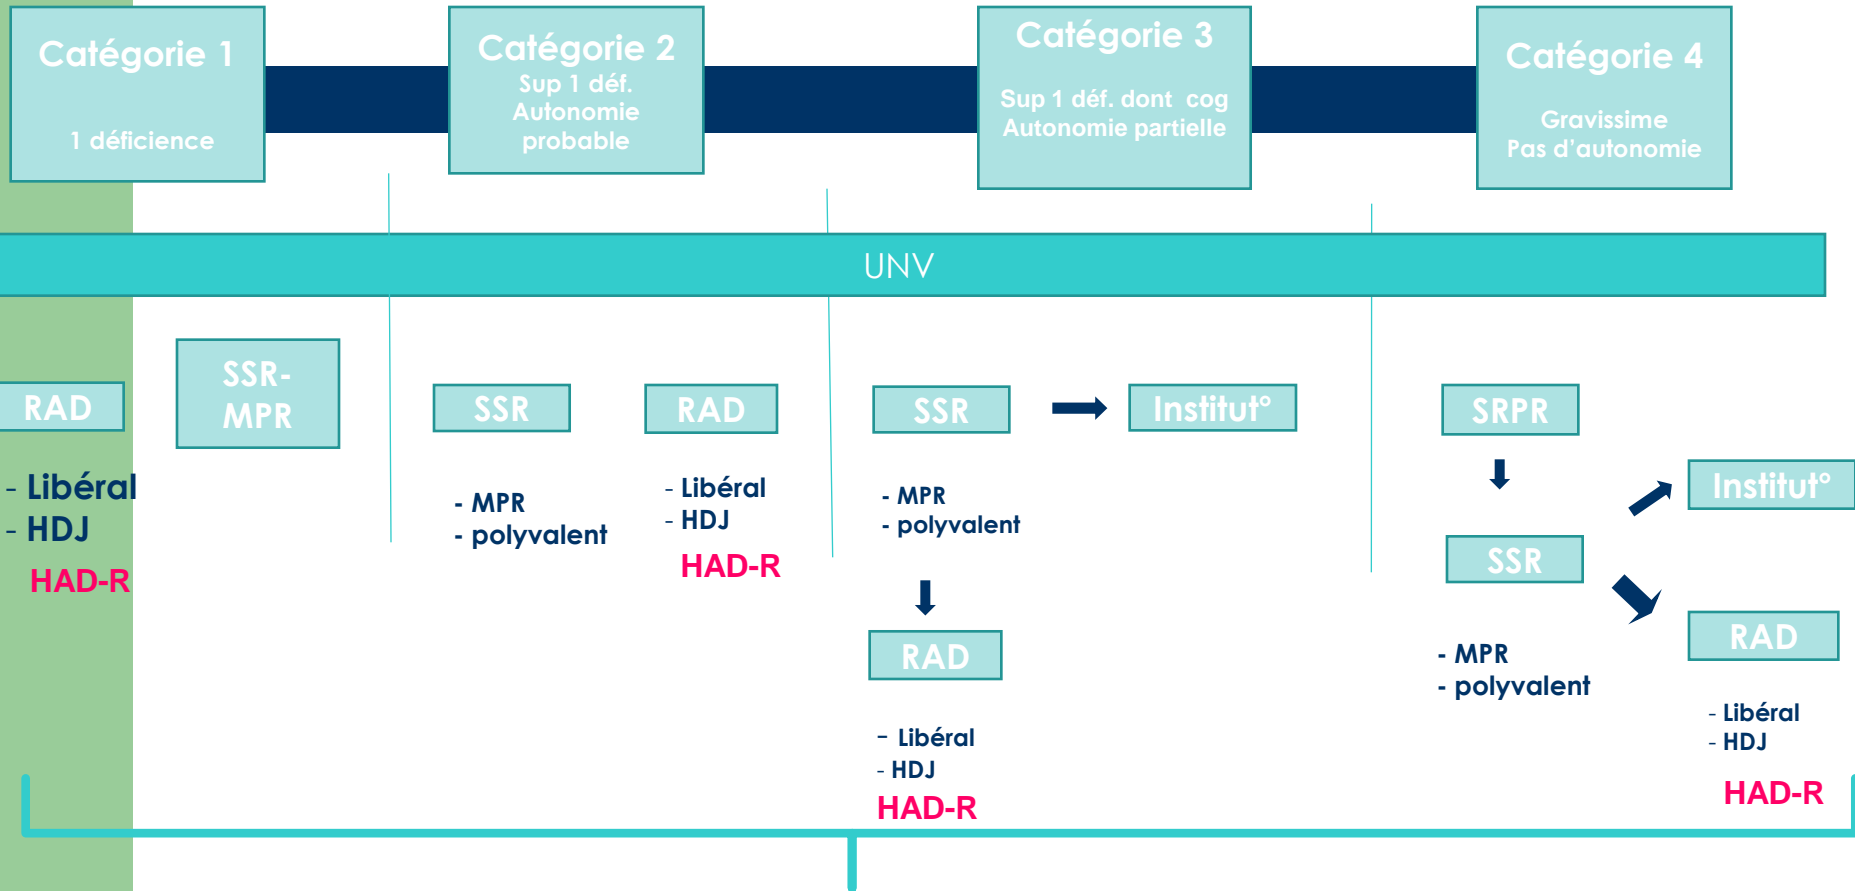 Catégorie 1
1 déficience
Catégorie 2
Sup 1 déf.
Autonomie
probable
Catégorie 3
Sup 1 déf. dont cog
Autonomie partielle
Catégorie 4
Gravissime
Pas d'autonomie
UNV
RAD
- Libéral
- HDJ
HAD-R
SSR-
MPR
SSR
- MPR
- polyvalent
RAD
- Libéral
- HDJ
HAD-R
SSR
- MPR
- polyvalent
Institut°
RAD
- Libéral
- HDJ
HAD-R
SRPR
SSR
- MPR
- polyvalent
Institut°
RAD
- Libéral
- HDJ
HAD-R